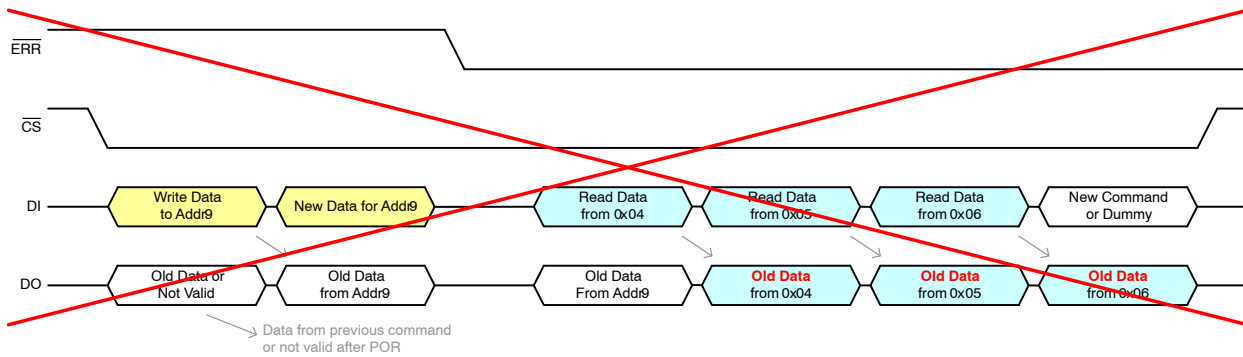 ERR
CS
DI
Write Data
to Addr9
New Data for Addr9
Read Data
from 0x04
Read Data
from 0x05
Read Data
from 0x06
New Command
or Dummy
DO
Old Data or
Not Valid
Old Data
from Addr9
Old Data
From Addr9
Old Data
from 0x04
Old Data
from 0x05
Old Data
from 0x06
Data from previous command
or not valid after POR